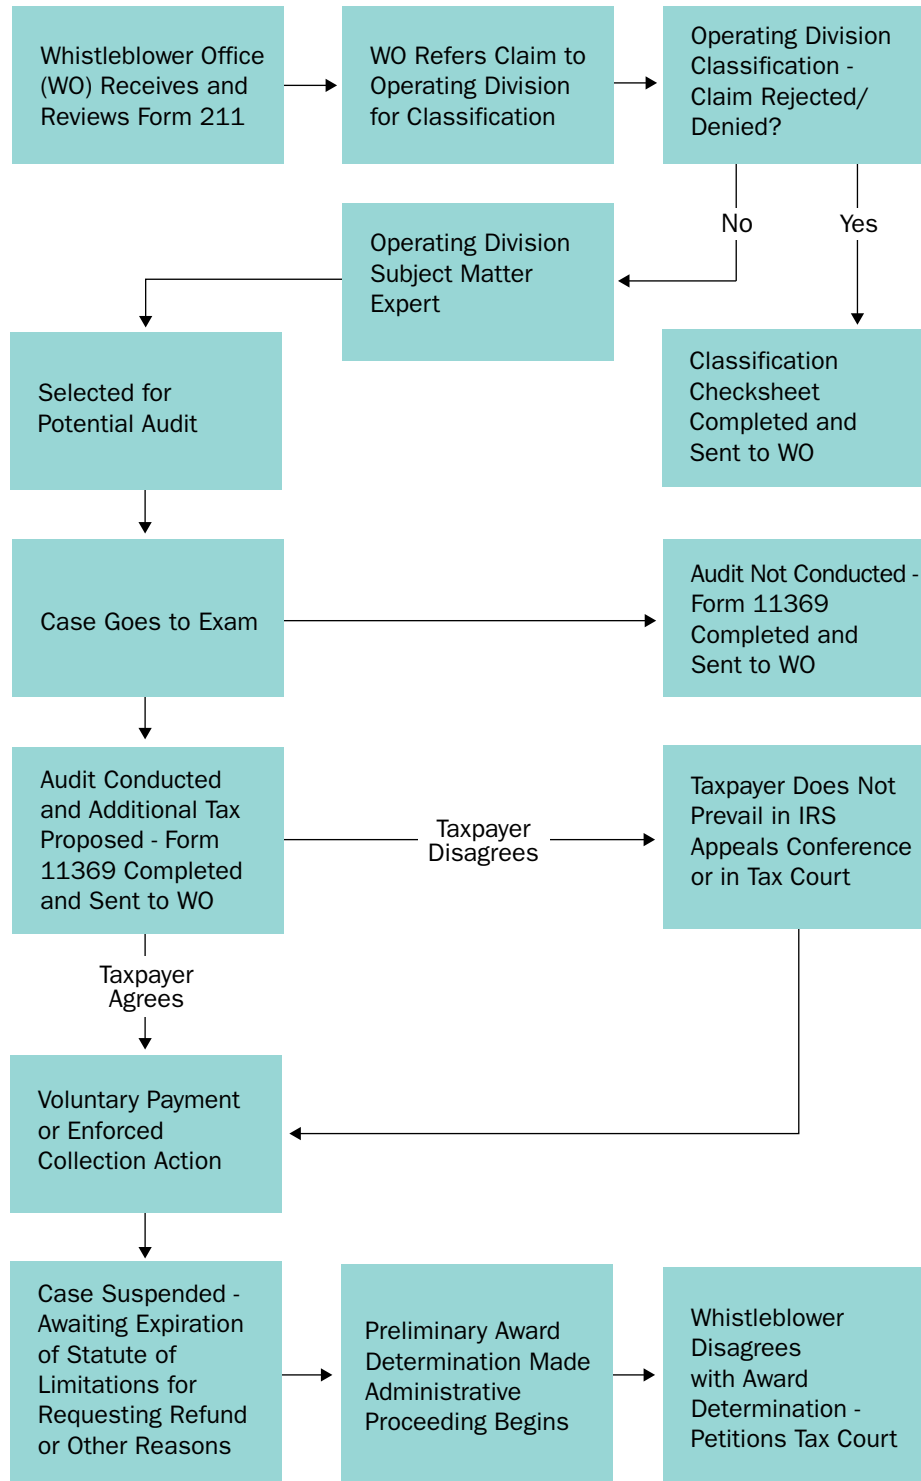 Whistleblower Office
(WO) Receives and
Reviews Form 211
WO Refers Claim to
Operating Division
for Classification
Operating Division
Classification -
Claim Rejected/
Denied?
No
Yes
Operating Division
Subject Matter
Expert
Selected for
Potential Audit
Classification
Checksheet
Completed and
Sent to WO
Case Goes to Exam
Audit Not Conducted -
Form 11369
Completed and
Sent to WO
Audit Conducted
and Additional Tax
Proposed - Form
11369 Completed
and Sent to WO
Taxpayer
Disagrees
Taxpayer Does Not
Prevail in IRS
Appeals Conference
or in Tax Court
Taxpayer
Agrees
Voluntary Payment
or Enforced
Collection Action
Case Suspended -
Awaiting Expiration
of Statute of
Limitations for
Requesting Refund
or Other Reasons
Preliminary Award
Determination Made
Administrative
Proceeding Begins
Whistleblower
Disagrees
with Award
Determination -
Petitions Tax Court